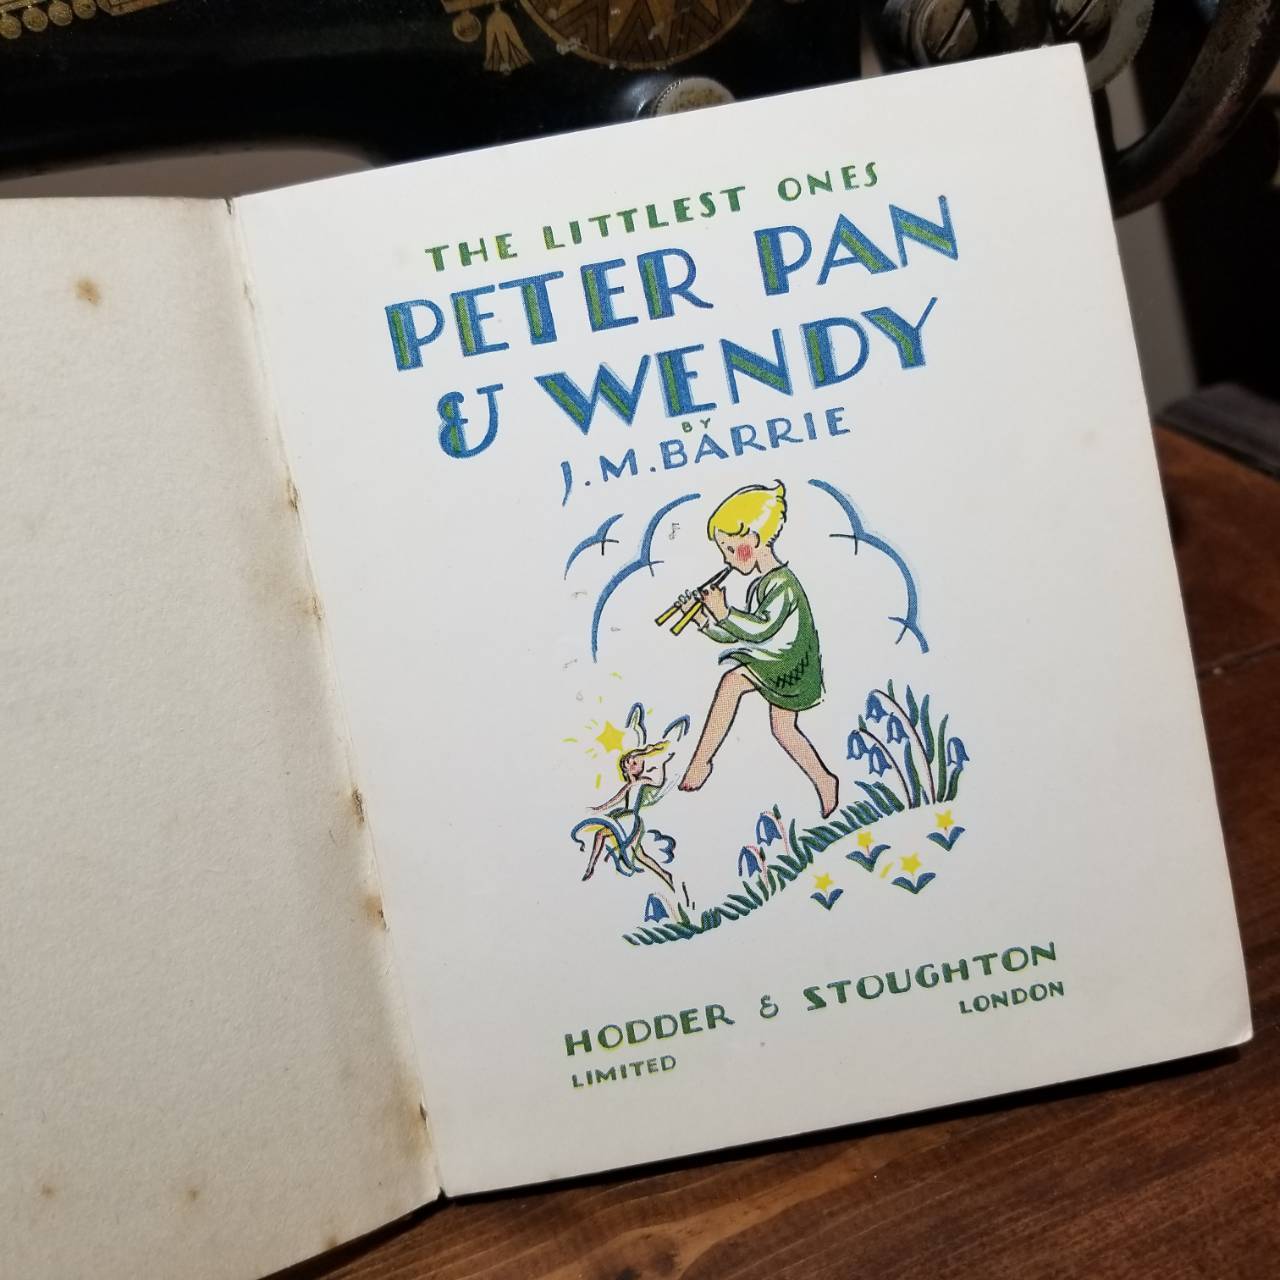 THE LITTLEST ONES
PETER PAN
& WENDY
BY
J.M. BARRIE
HODDER & STOUGHTON
LIMITED LONDON